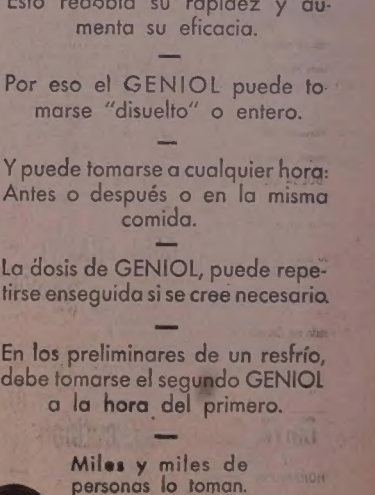 Esto redobla su rapidez y au-
menta su eficacia.
—
Por eso el GENIOL puede to-
marse "disuelto" o entero.
—
Y puede tomarse a cualquier hora:
Antes o después o en la misma
comida.
—
La dosis de GENIOL, puede repe-
tirse enseguida si se cree necesario.
—
En los preliminares de un resfrío,
debe tomarse el segundo GENIOL
a la hora del primero.
—
Miles y miles de
personas lo toman.